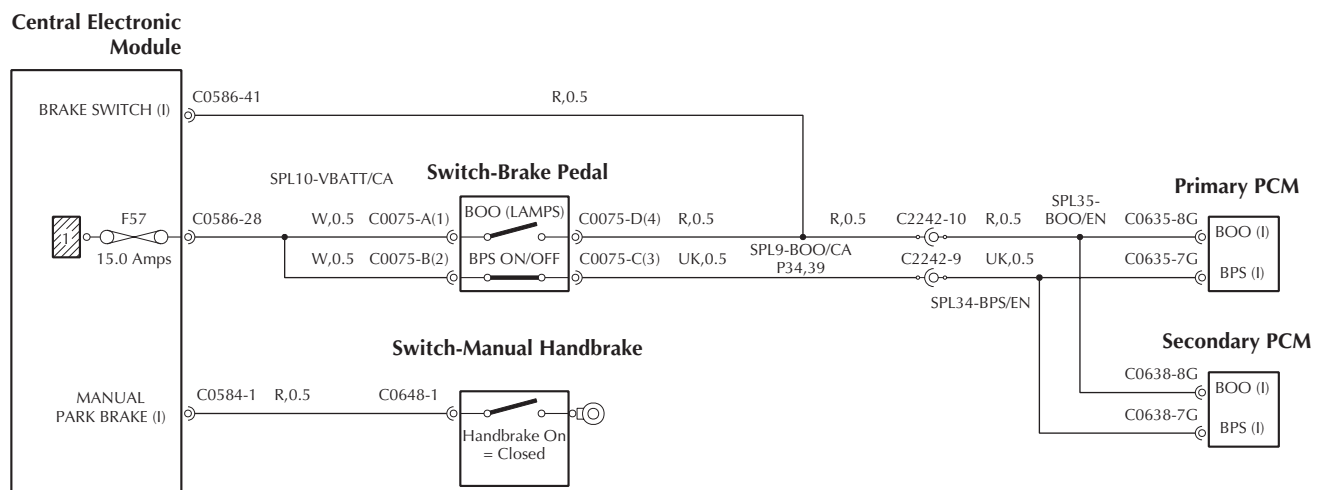 Central Electronic
Module
BRAKE SWITCH (I)
C0586-41
R,0.5
SPL10-VBATT/CA
Switch-Brake Pedal
1
F57
15.0 Amps
C0586-28
W,0.5
C0075-A(1)
BOO (LAMPS)
C0075-D(4)
R,0.5
R,0.5
C2242-10
R,0.5
SPL35-
BOO/EN
C0635-8G
Primary PCM
BOO (I)
W,0.5
C0075-B(2)
BPS ON/OFF
C0075-C(3)
UK,0.5
SPL9-BOO/CA
P34,39
C2242-9
UK,0.5
C0635-7G
BPS (I)
SPL34-BPS/EN
Switch-Manual Handbrake
Secondary PCM
MANUAL
PARK BRAKE (I)
C0584-1
R,0.5
C0648-1
Handbrake On
= Closed
C0638-8G
BOO (I)
C0638-7G
BPS (I)